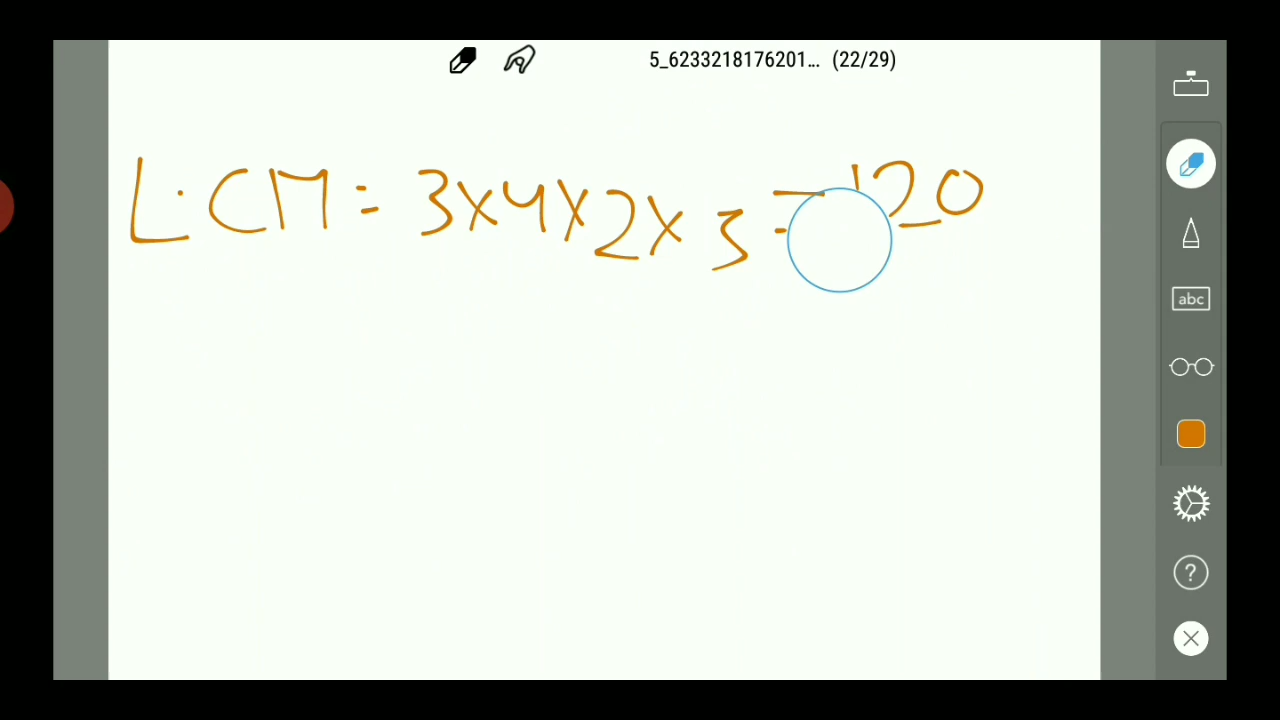 5_6233218176201... (22/29)
L.CM = 3x4x2x3 = 120
abc
?